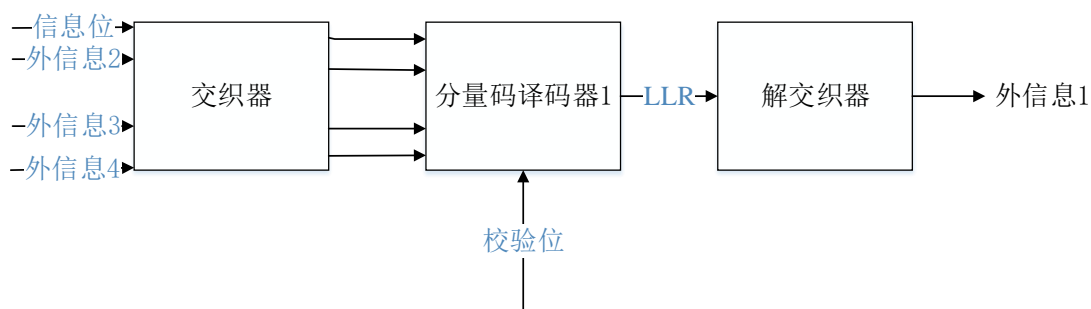 信息位
外信息2
外信息3
外信息4
交织器
分量码译码器1
LLR
解交织器
外信息1
校验位